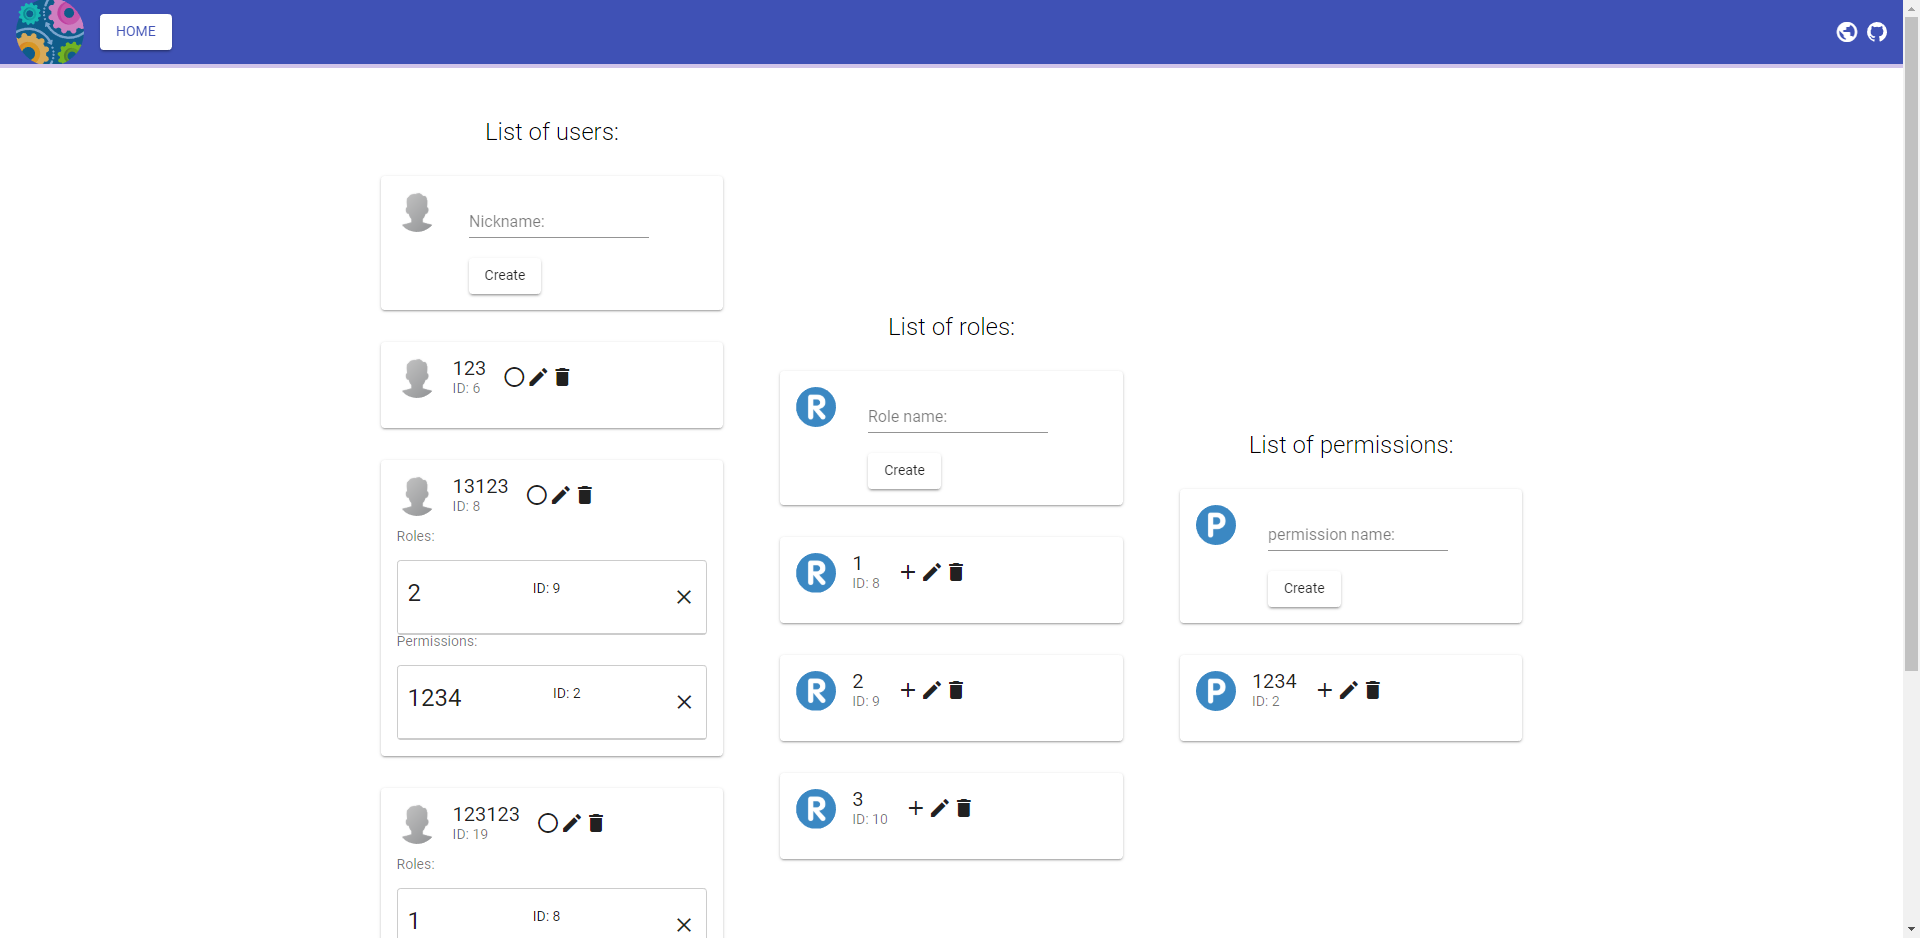 HOME
List of users:
Nickname:
Create
123
ID: 6
13123
ID: 8
Roles:
2
ID: 9
Permissions:
1234
ID: 2
123123
ID: 19
Roles:
1
ID: 8
List of roles:
R
Role name:
Create
R
1
ID: 8
R
2
ID: 9
R
3
ID: 10
List of permissions:
P
permission name:
Create
P
1234
ID: 2